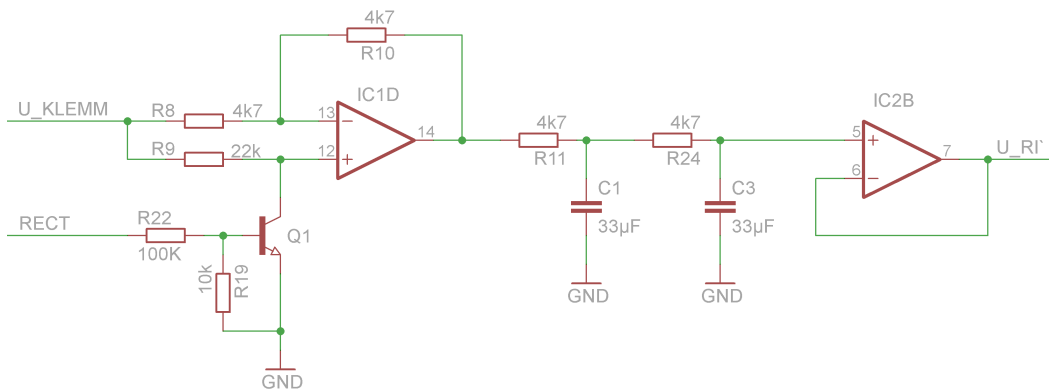 4k7
R10
IC1D
U_KLEMM
R8
4k7
13
14
R9
22k
12
4k7
R11
4k7
R24
IC2B
5
6
7
U_RI
C1
33µF
C3
33µF
RECT
R22
100K
Q1
10k
R19
GND
GND
GND